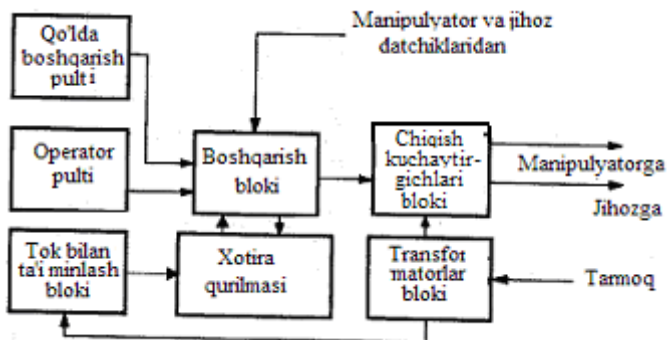 Qo'lda
boshqarish
pulti
Manipulyator va jihoz
datchiklaridan
Operator
pulti
Boshqarish
bloki
Chiqish
kuchaytir-
gichlari
bloki
Manipulyatorga
Jihozga
Tok bilan
ta'i minlash
bloki
Xotira
qurilmasi
Transfor
matorlar
bloki
Tarmoq